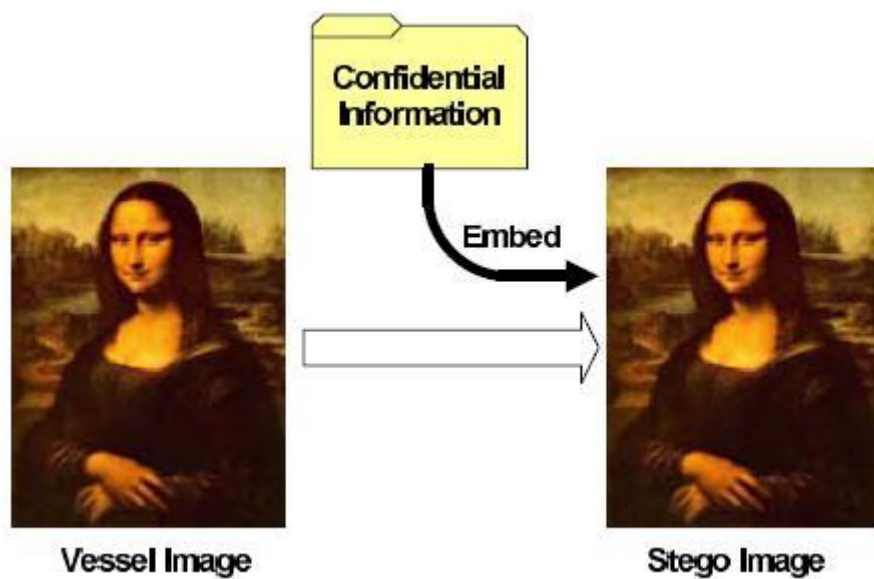 Confidential
Information
Embed
Vessel Image
Stego Image